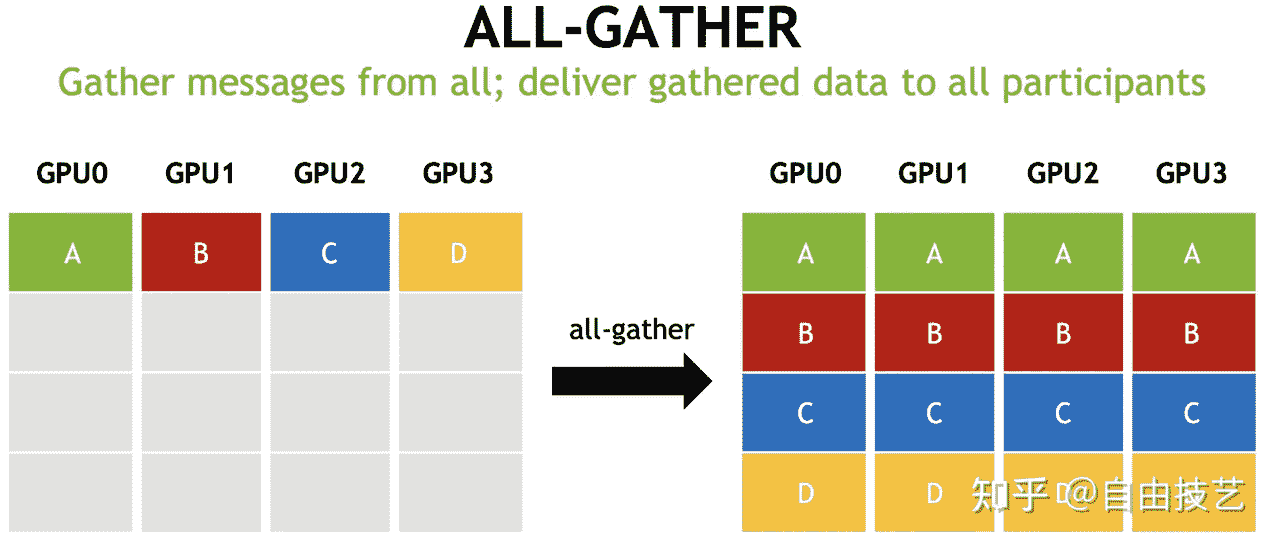 ALL-GATHER
Gather messages from all; deliver gathered data to all participants
GPU0 GPU1 GPU2 GPU3
A B C D
all-gather
GPU0 GPU1 GPU2 GPU3
A A A A
B B B B
C C C C
D D D
知乎 @自由技艺